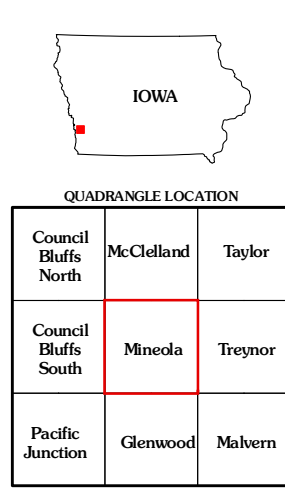 IOWA
QUADRANGLE LOCATION
Council
Bluffs
North
McClelland
Taylor
Council
Bluffs
South
Mineola
Treynor
Pacific
Junction
Glenwood
Malvern